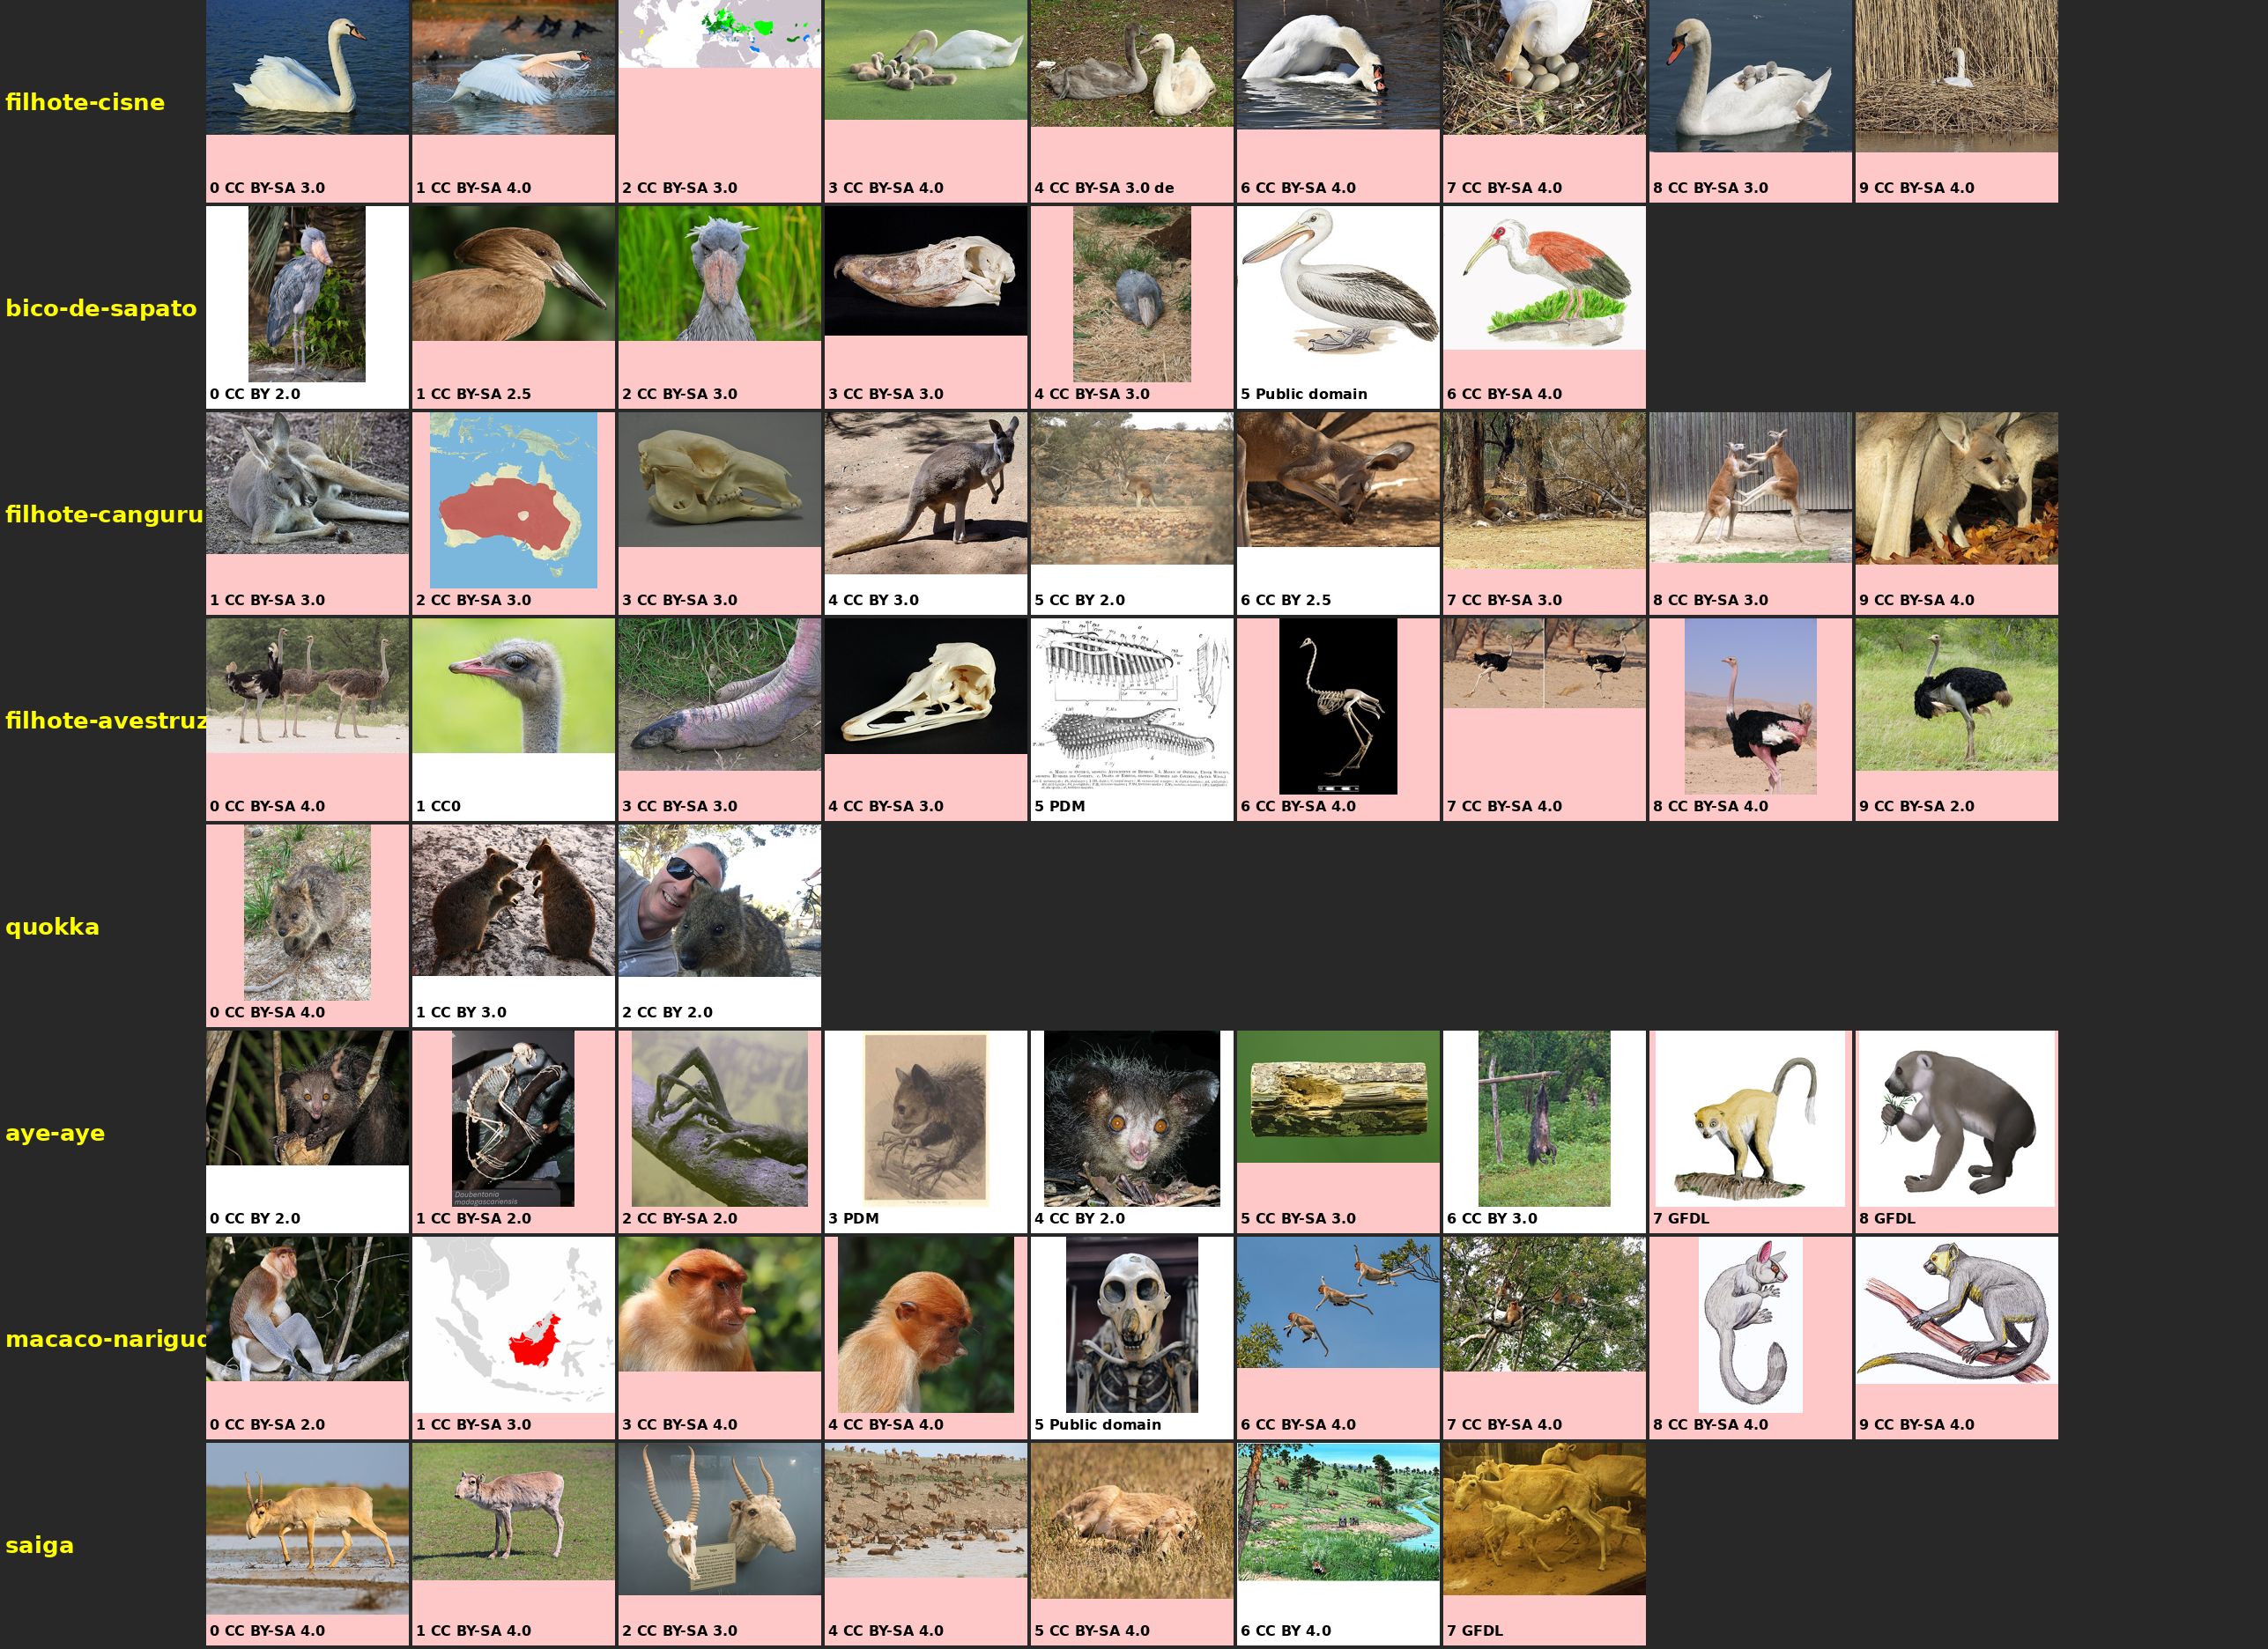 filhote-cisne
0 CC BY-SA 3.0
1 CC BY-SA 4.0
2 CC BY-SA 3.0
3 CC BY-SA 4.0
4 CC BY-SA 3.0 de
6 CC BY-SA 4.0
7 CC BY-SA 4.0
8 CC BY-SA 3.0
9 CC BY-SA 4.0
bico-de-sapato
0 CC BY 2.0
1 CC BY-SA 2.5
2 CC BY-SA 3.0
3 CC BY-SA 3.0
4 CC BY-SA 3.0
5 Public domain
6 CC BY-SA 4.0
filhote-canguru
1 CC BY-SA 3.0
2 CC BY-SA 3.0
3 CC BY-SA 3.0
4 CC BY 3.0
5 CC BY 2.0
6 CC BY 2.5
7 CC BY-SA 3.0
8 CC BY-SA 3.0
9 CC BY-SA 4.0
filhote-avestruz
0 CC BY-SA 4.0
1 CC0
3 CC BY-SA 3.0
4 CC BY-SA 3.0
5 PDM
6 CC BY-SA 4.0
7 CC BY-SA 4.0
8 CC BY-SA 4.0
9 CC BY-SA 2.0
quokka
0 CC BY-SA 4.0
1 CC BY 3.0
2 CC BY 2.0
aye-aye
Daubentonia
madagascariensis
0 CC BY 2.0
1 CC BY-SA 2.0
2 CC BY-SA 2.0
3 PDM
4 CC BY 2.0
5 CC BY-SA 3.0
6 CC BY 3.0
7 GFDL
8 GFDL
macaco-narigud
0 CC BY-SA 2.0
1 CC BY-SA 3.0
3 CC BY-SA 4.0
4 CC BY-SA 4.0
5 Public domain
6 CC BY-SA 4.0
7 CC BY-SA 4.0
8 CC BY-SA 4.0
9 CC BY-SA 4.0
saiga
0 CC BY-SA 4.0
1 CC BY-SA 4.0
2 CC BY-SA 3.0
4 CC BY-SA 4.0
5 CC BY-SA 4.0
6 CC BY 4.0
7 GFDL